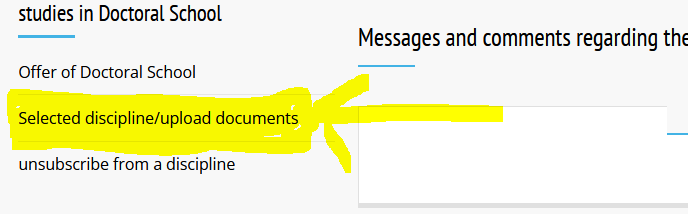 studies in Doctoral School
Offer of Doctoral School
Selected discipline/upload documents
unsubscribe from a discipline
Messages and comments regarding the